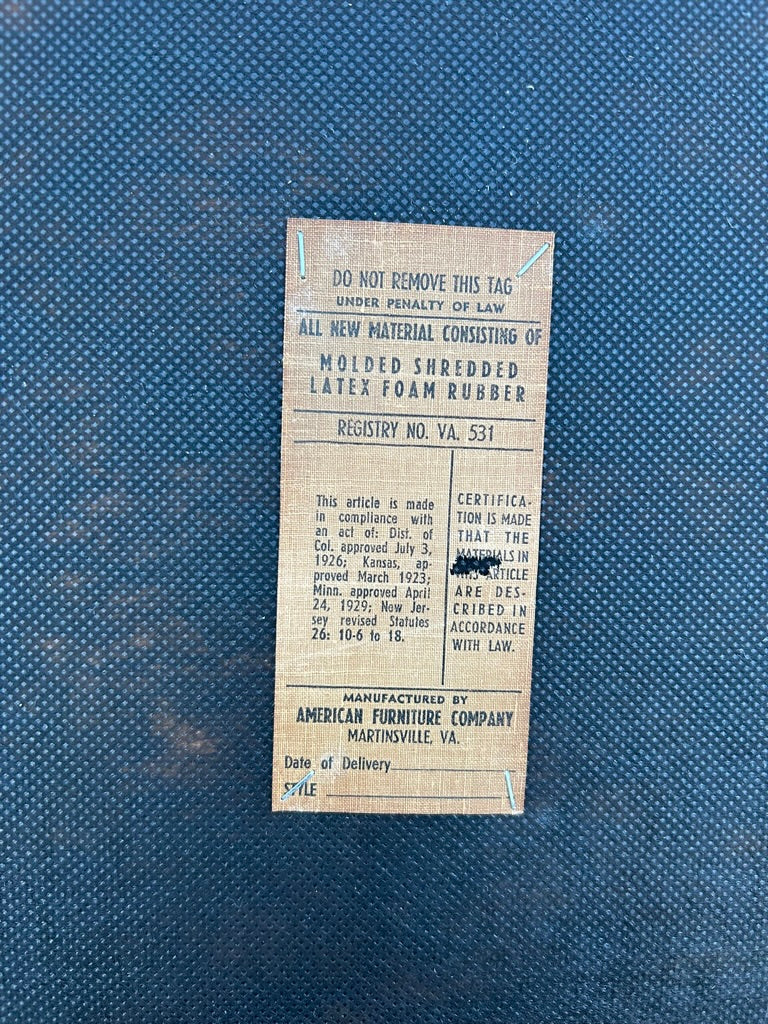 DO NOT REMOVE THIS TAG
UNDER PENALTY OF LAW
ALL NEW MATERIAL CONSISTING OF
MOLDED SHREDDED
LATEX FOAM RUBBER
REGISTRY NO. VA. 531
This article is made
in compliance with
an act of: Dist. of
Col. approved July 3,
1926; Kansas, ap-
proved March 1923;
Minn. approved April
24, 1929; New Jer-
sey revised Statutes
26: 10-6 to 18.
CERTIFICA-
TION IS MADE
THAT THE
MATERIALS IN
THIS ARTICLE
ARE DES-
CRIBED IN
ACCORDANCE
WITH LAW.
MANUFACTURED BY
AMERICAN FURNITURE COMPANY
MARTINSVILLE, VA.
Date of Delivery
STYLE